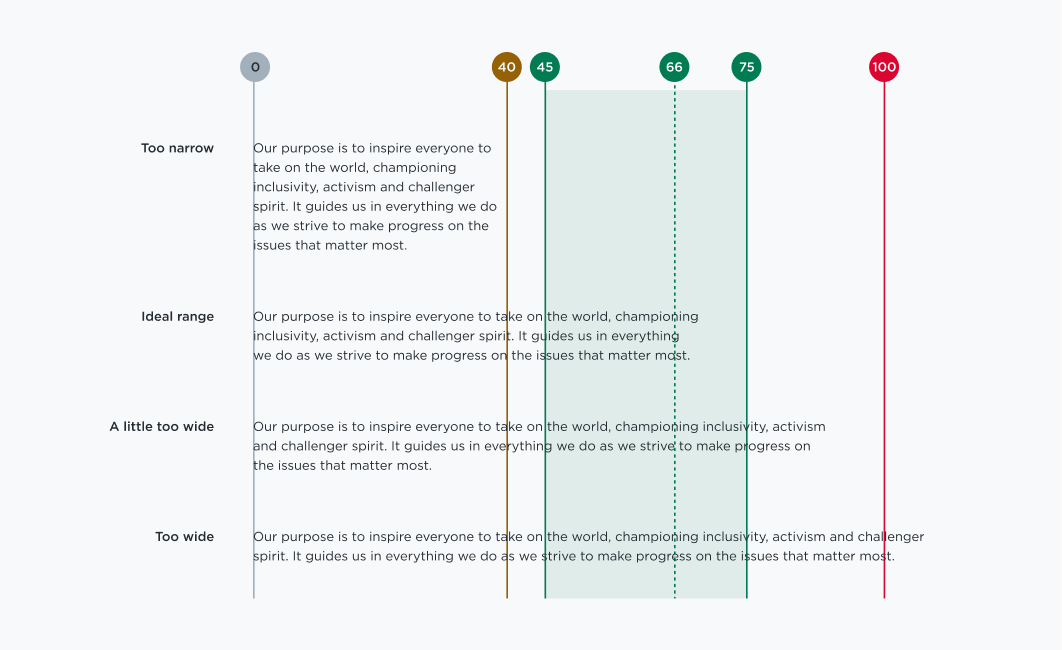 0 40 45 66 75 100
Too narrow
Our purpose is to inspire everyone to
take on the world, championing
inclusivity, activism and challenger
spirit. It guides us in everything we do
as we strive to make progress on the
issues that matter most.
Ideal range
Our purpose is to inspire everyone to take on the world, championing
inclusivity, activism and challenger spirit. It guides us in everything
we do as we strive to make progress on the issues that matter most.
A little too wide
Our purpose is to inspire everyone to take on the world, championing inclusivity, activism
and challenger spirit. It guides us in everything we do as we strive to make progress on
the issues that matter most.
Too wide
Our purpose is to inspire everyone to take on the world, championing inclusivity, activism and challenger
spirit. It guides us in everything we do as we strive to make progress on the issues that matter most.